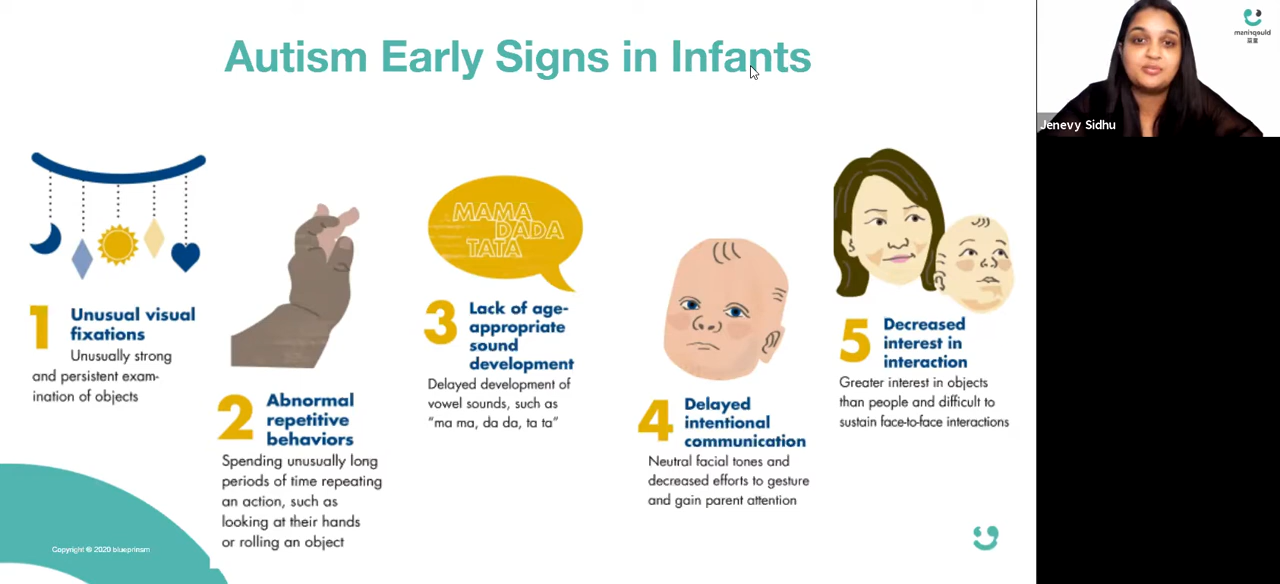 Autism Early Signs in Infants
MAMA
DADA
TATA
1 Unusual visual
fixations
Unusually strong
and persistent exam-
ination of objects
2 Abnormal
repetitive
behaviors
Spending unusually long
periods of time repeating
an action, such as
looking at their hands
or rolling an object
3 Lack of age-
appropriate
sound
development
Delayed development of
vowel sounds, such as
“ma ma, da da, ta ta”
4 Delayed
intentional
communication
Neutral facial tones and
decreased efforts to gesture
and gain parent attention
5 Decreased
interest in
interaction
Greater interest in objects
than people and difficult to
sustain face-to-face interactions
Copyright © 2020 blueprinsm
Jenevy Sidhu